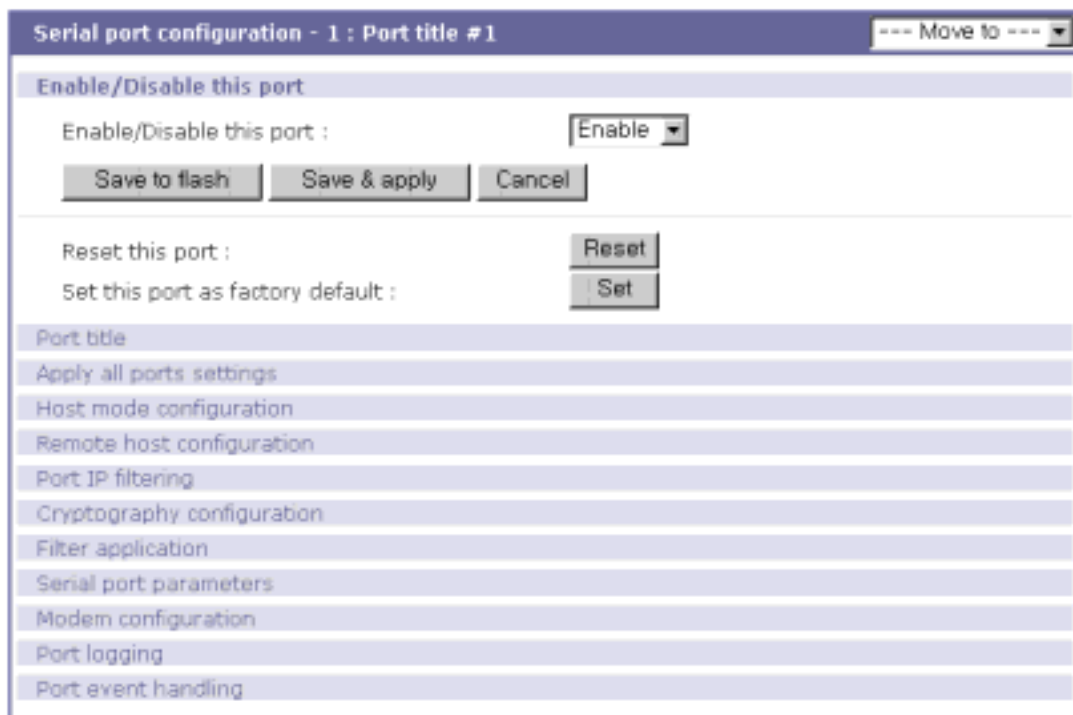 Serial port configuration - 1 : Port title #1 --- Move to ---
Enable/Disable this port
Enable/Disable this port : Enable
Save to flash Save & apply Cancel
Reset this port : Reset
Set this port as factory default : Set
Port title
Apply all ports settings
Host mode configuration
Remote host configuration
Port IP filtering
Cryptography configuration
Filter application
Serial port parameters
Modem configuration
Port logging
Port event handling